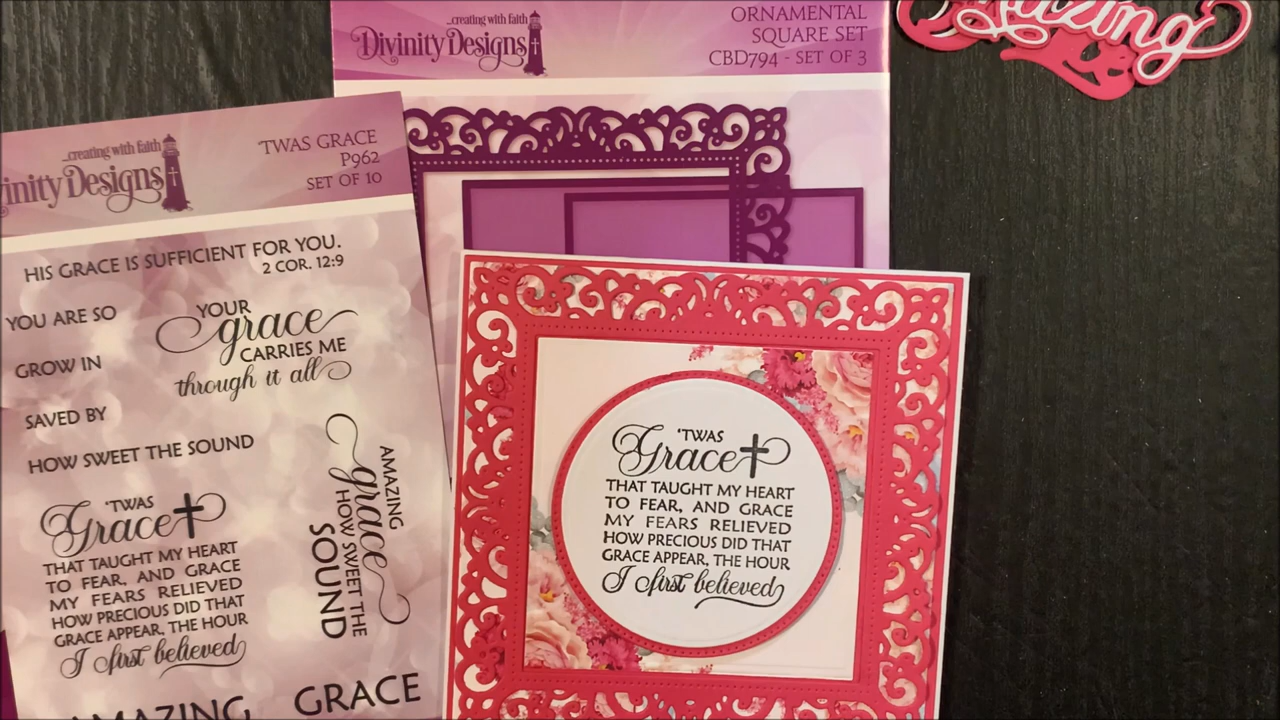 ...creating with faith
Divinity Designs
ORNAMENTAL
SQUARE SET
CBD794 - SET OF 3
Amazing
...creating with faith
Divinity Designs
'TWAS GRACE
P962
SET OF 10
HIS GRACE IS SUFFICIENT FOR YOU.
2 COR. 12:9
YOU ARE SO
GROW IN
SAVED BY
HOW SWEET THE SOUND
YOUR
grace
CARRIES ME
through it all
AMAZING
grace
HOW SWEET THE
SOUND
'TWAS
Grace
THAT TAUGHT MY HEART
TO FEAR, AND GRACE
MY FEARS RELIEVED
HOW PRECIOUS DID THAT
GRACE APPEAR, THE HOUR
I first believed
AMAZING GRACE
'TWAS
Grace
THAT TAUGHT MY HEART
TO FEAR, AND GRACE
MY FEARS RELIEVED
HOW PRECIOUS DID THAT
GRACE APPEAR, THE HOUR
I first believed